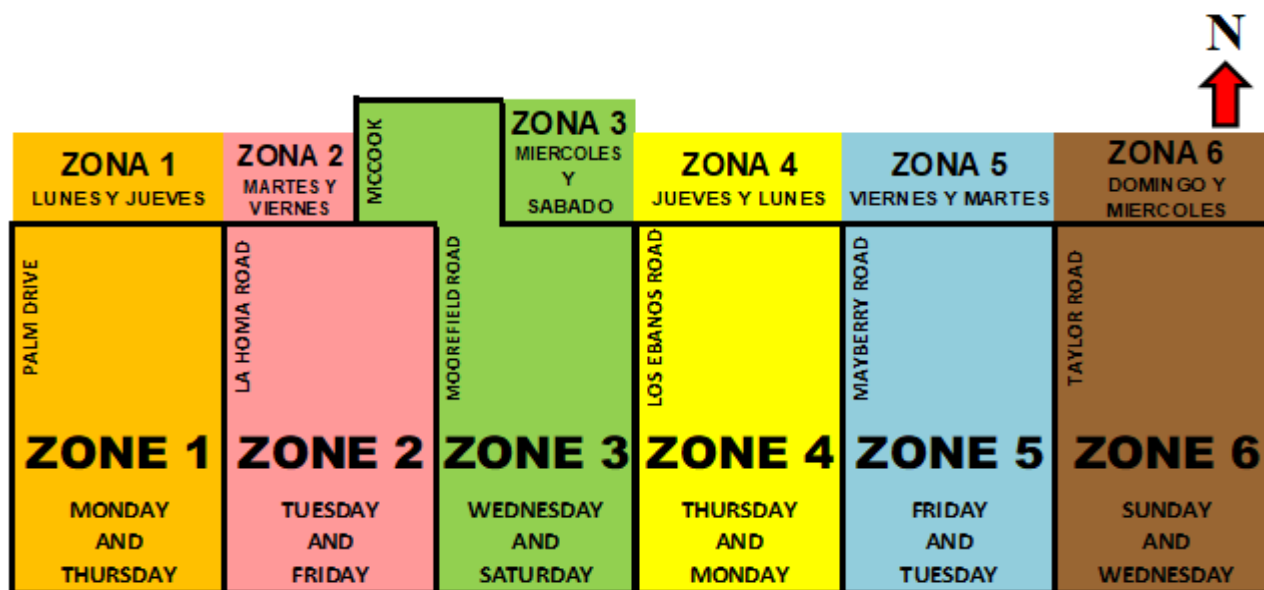 N
ZONA 1
LUNES Y JUEVES
ZONA 2
MARTES Y
VIERNES
MCCOOK
ZONA 3
MIERCOLES
Y
SABADO
ZONA 4
JUEVES Y LUNES
ZONA 5
VIERNES Y MARTES
ZONA 6
DOMINGO Y
MIERCOLES
PALM DRIVE
ZONE 1
MONDAY
AND
THURSDAY
LA HOMA ROAD
ZONE 2
TUESDAY
AND
FRIDAY
MOOREFIELD ROAD
ZONE 3
WEDNESDAY
AND
SATURDAY
LOS EBANOS ROAD
ZONE 4
THURSDAY
AND
MONDAY
MAYBERRY ROAD
ZONE 5
FRIDAY
AND
TUESDAY
TAYLOR ROAD
ZONE 6
SUNDAY
AND
WEDNESDAY